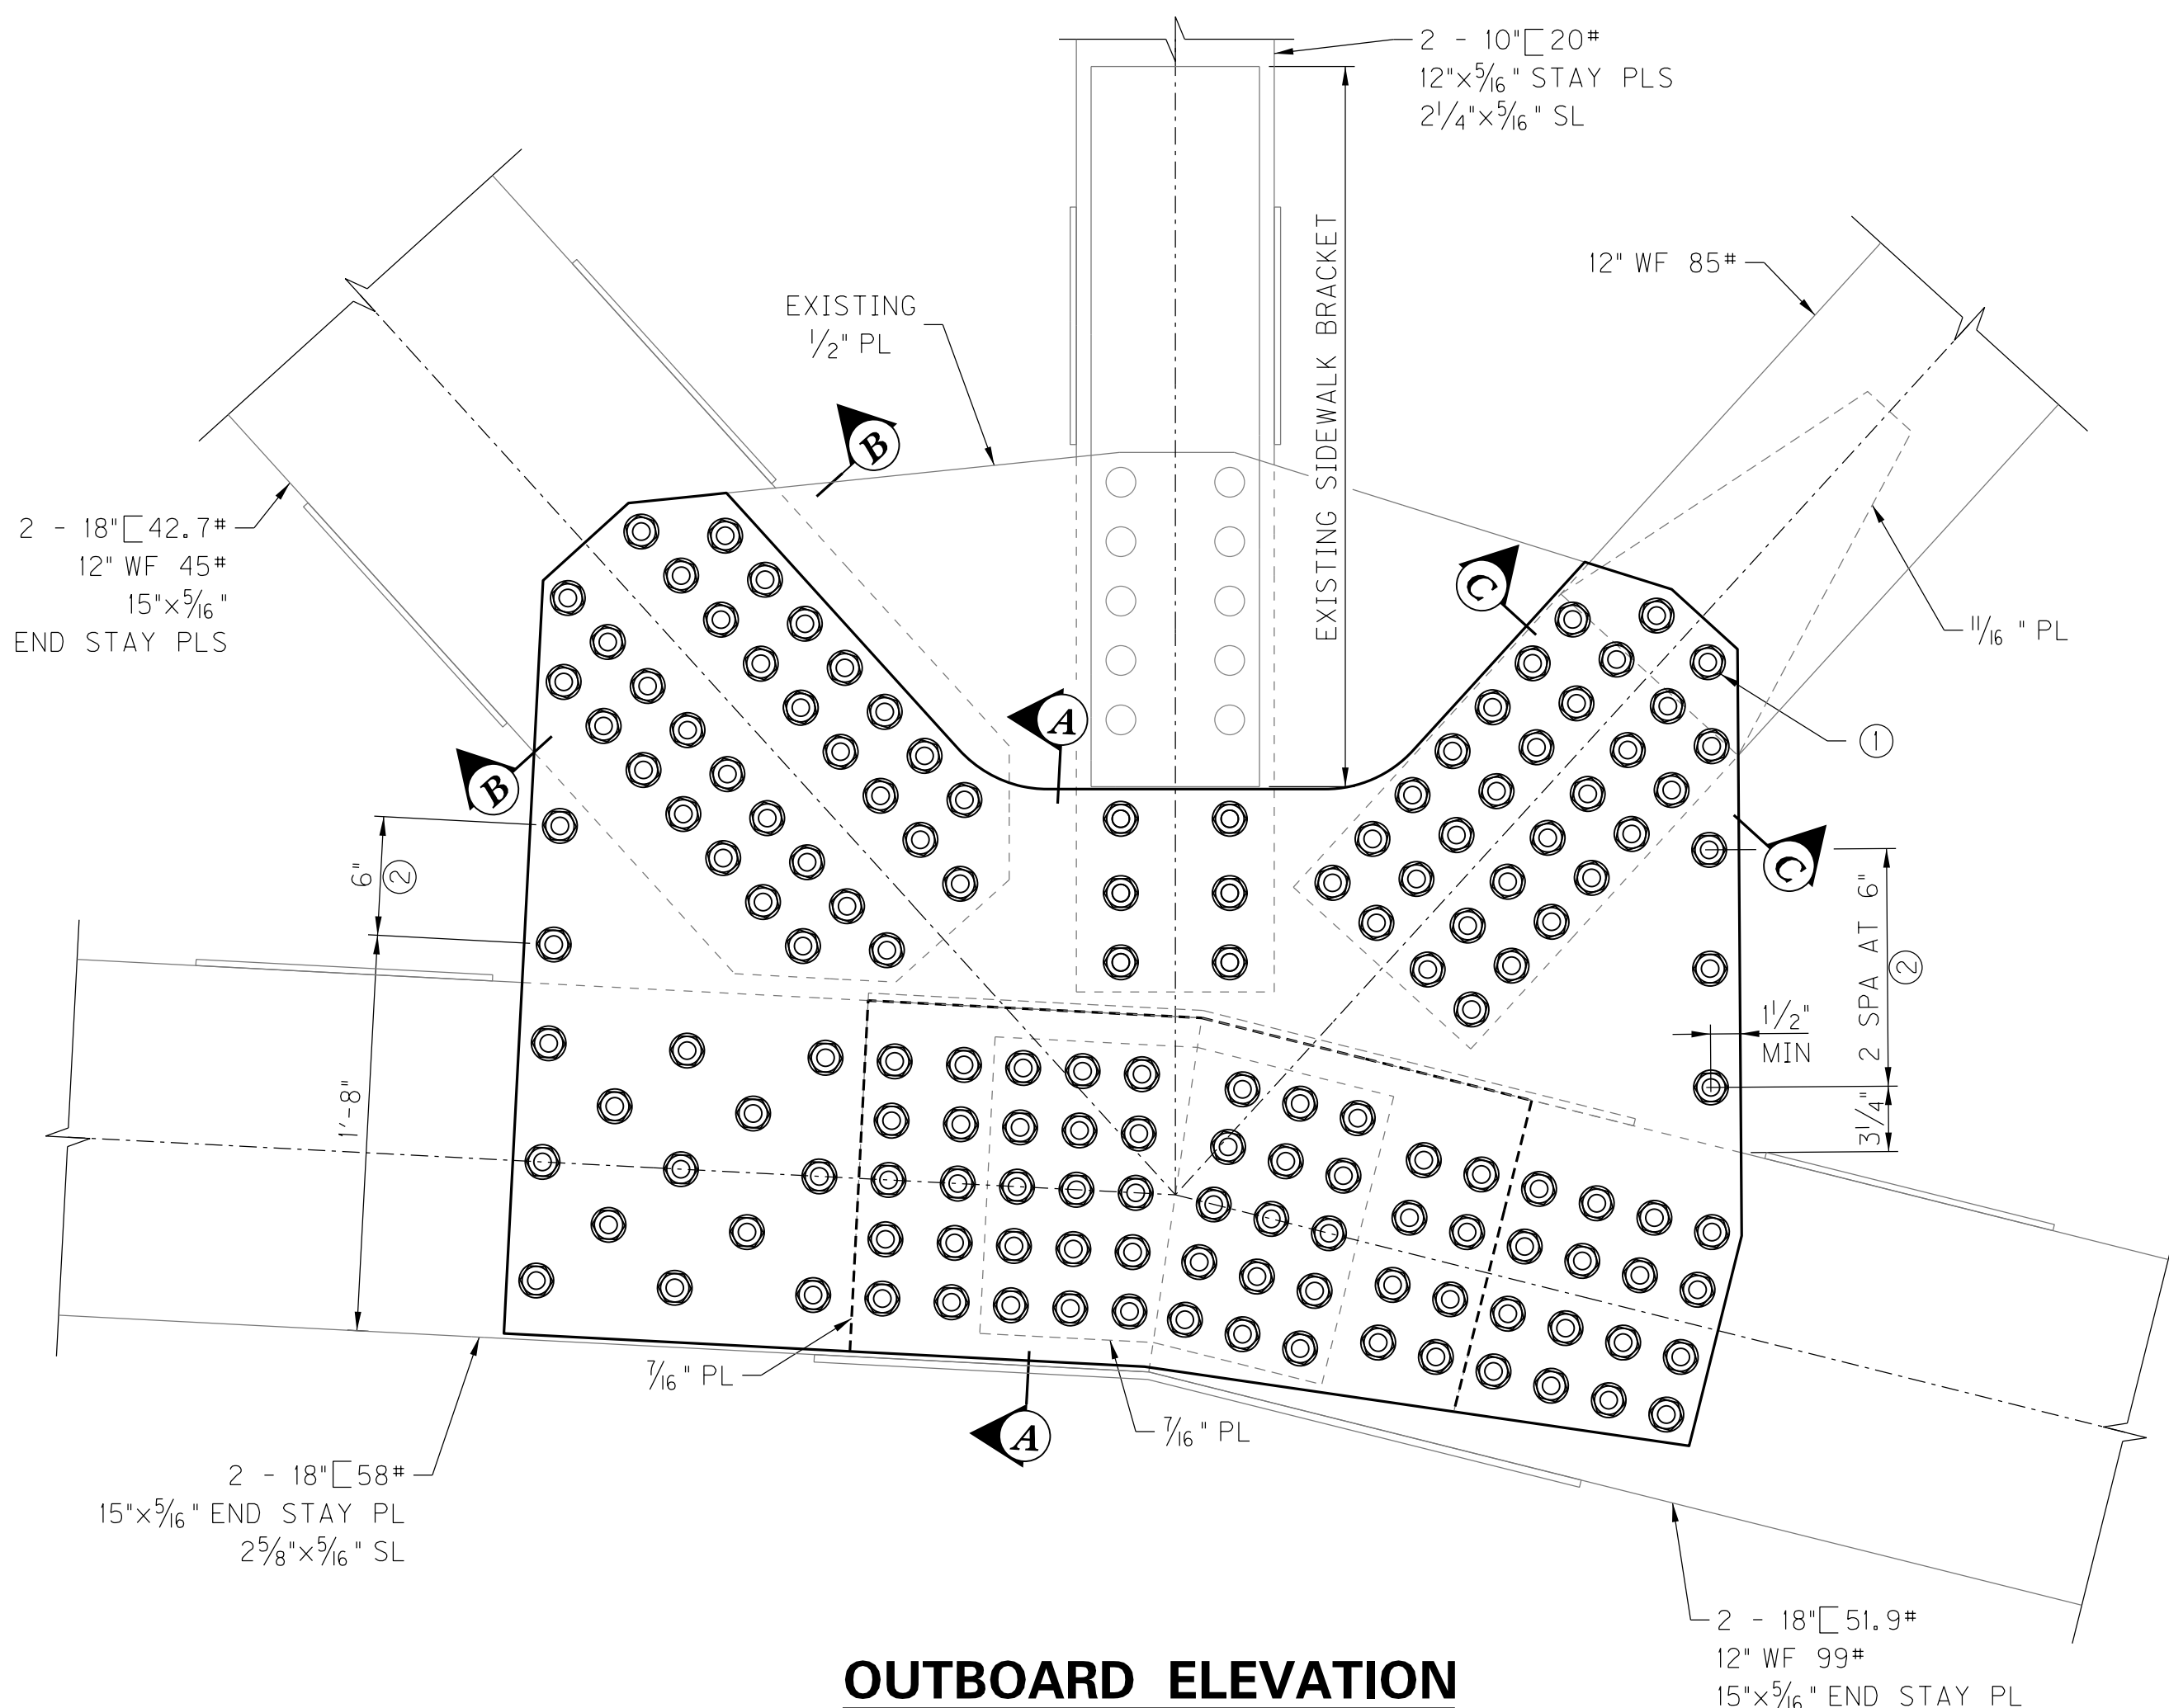 2 - 10"[20#
12"x5/16" STAY PLS
2 1/4"x5/16" SL
EXISTING SIDEWALK BRACKET
12" WF 85#
EXISTING
1/2" PL
B
2 - 18"[42.7#
12" WF 45#
15"x5/16"
END STAY PLS
C
11/16" PL
A
1
B
C
6"
2
2 SPA AT 6"
2
1 1/2"
MIN
3 1/4"
1'-8"
7/16" PL
7/16" PL
A
2 - 18"[58#
15"x5/16" END STAY PL
2 5/8"x5/16" SL
2 - 18"[51.9#
12" WF 99#
15"x5/16" END STAY PL
OUTBOARD ELEVATION